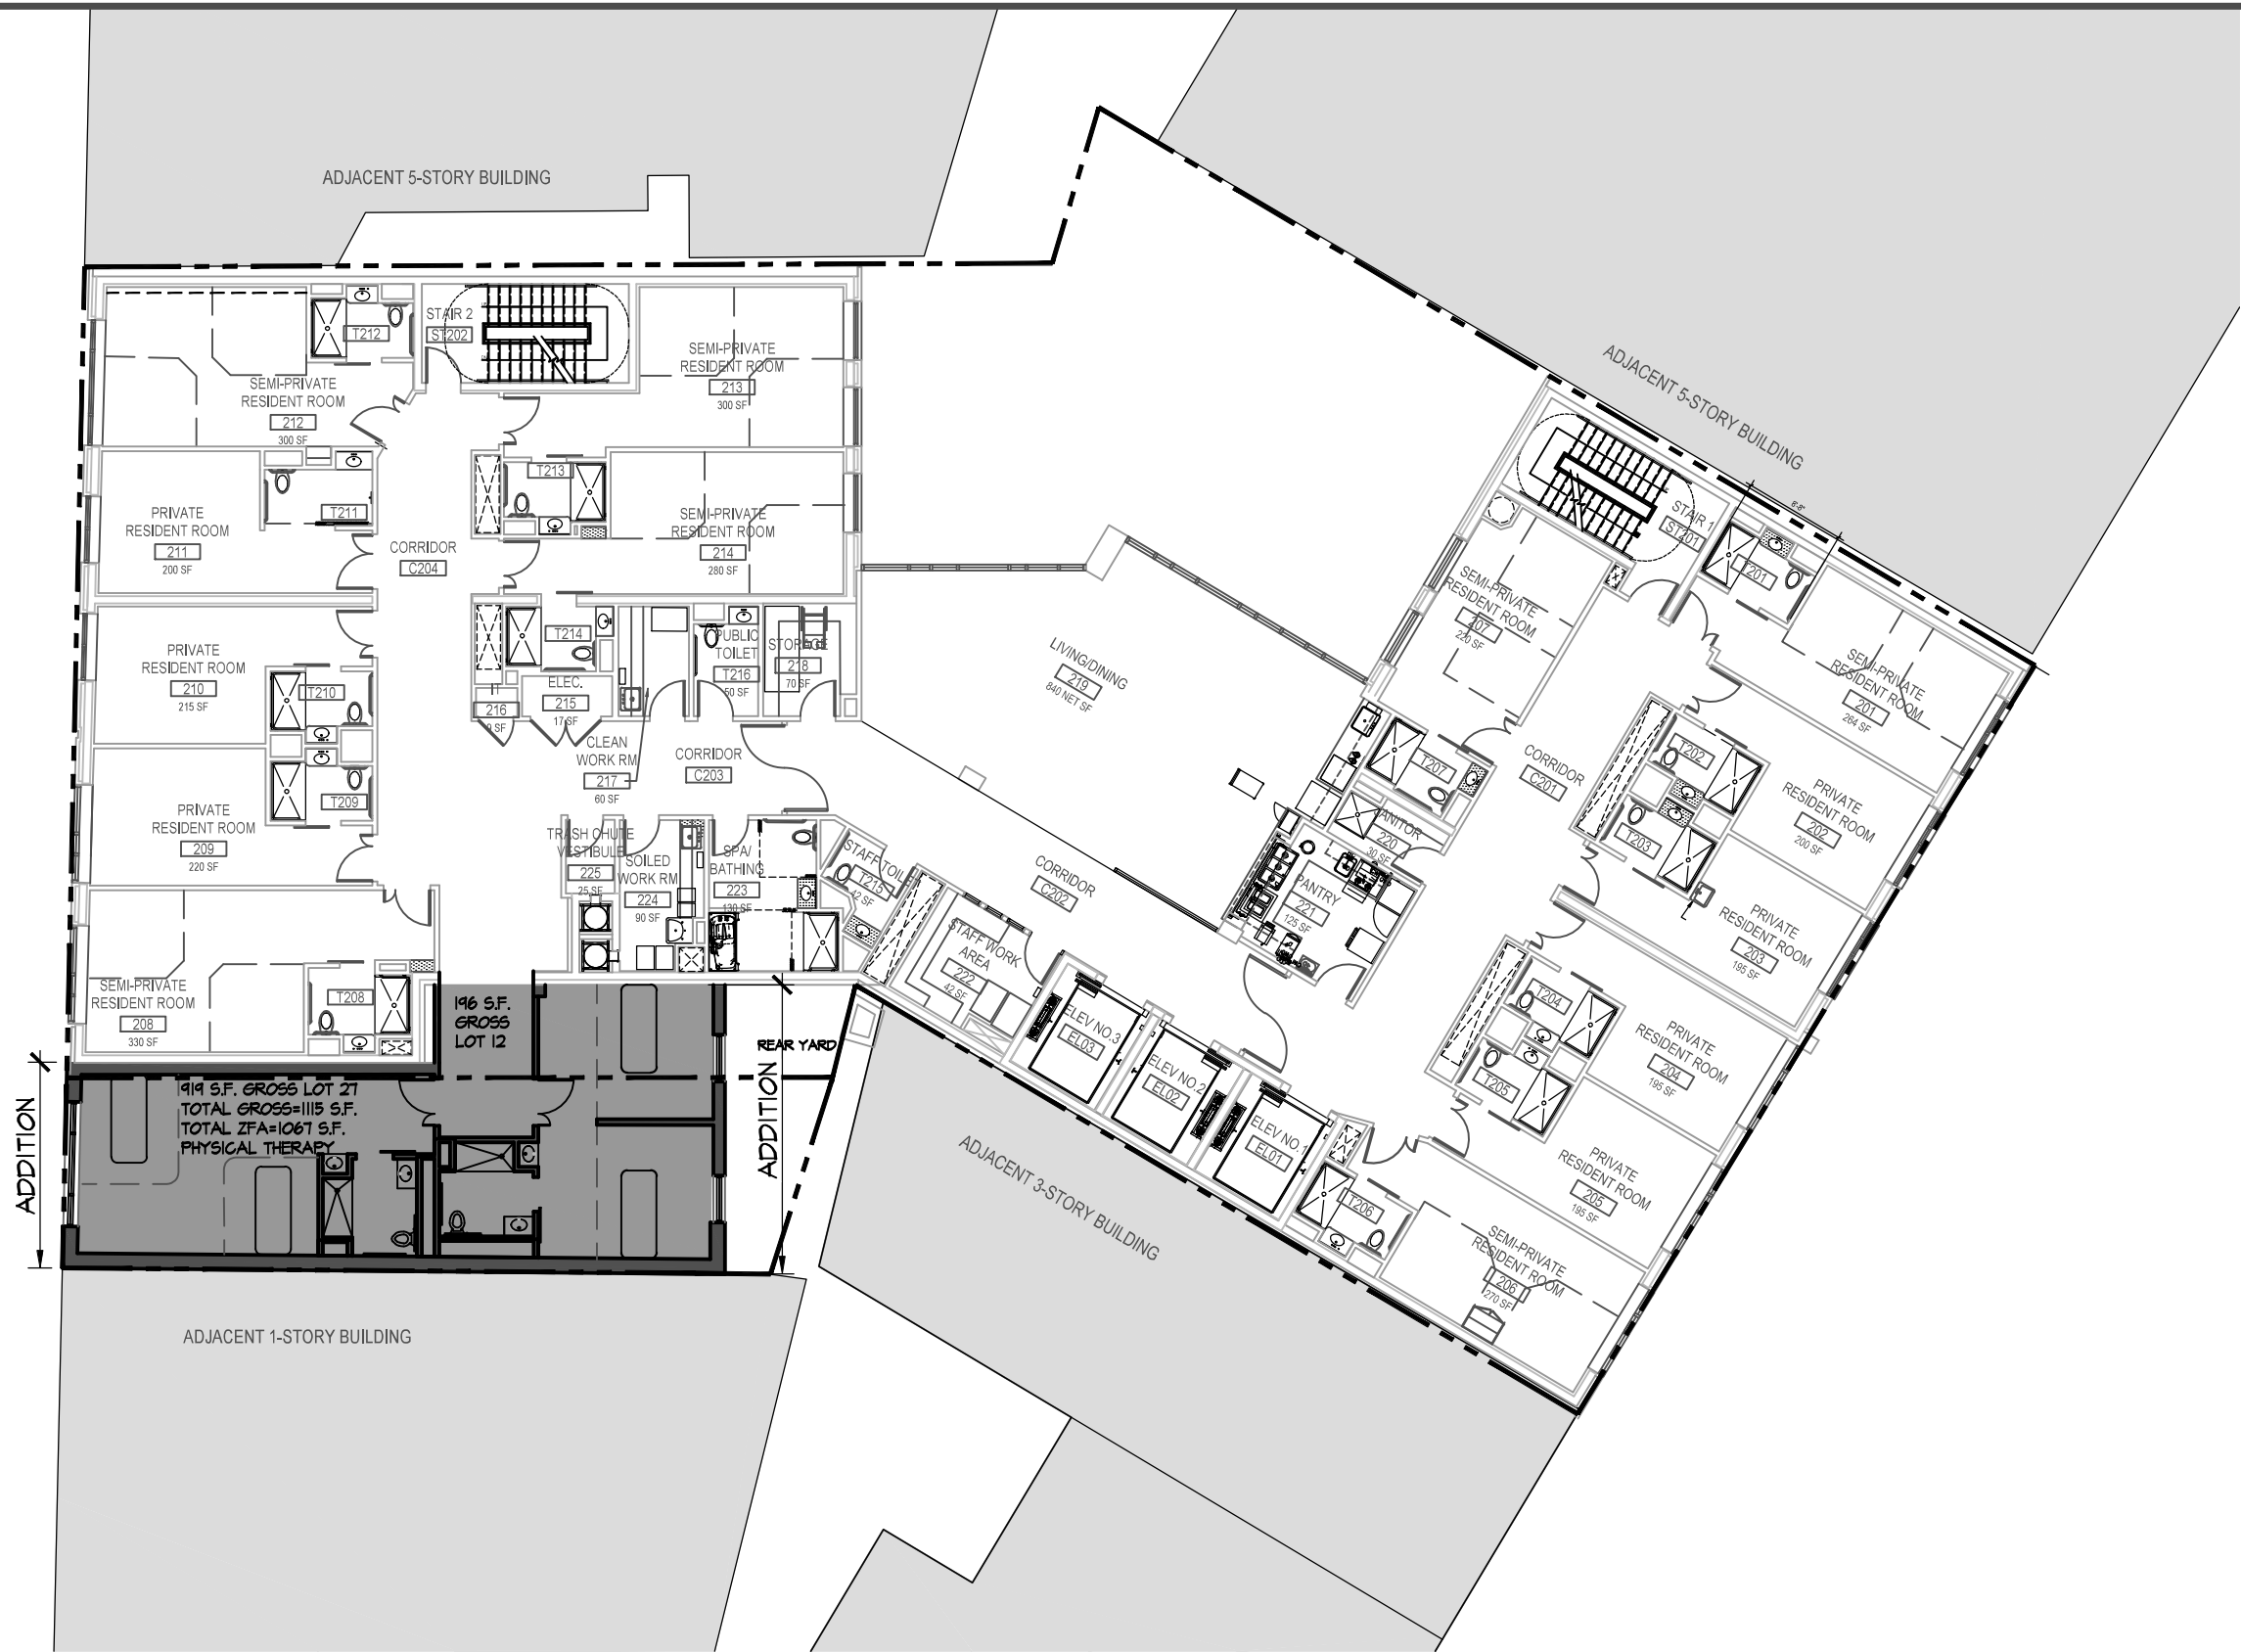 ADJACENT 5-STORY BUILDING
ADJACENT 5-STORY BUILDING
T212
STAIR 2
ST202
SEMI-PRIVATE
RESIDENT ROOM
212
300 SF
SEMI-PRIVATE
RESIDENT ROOM
213
300 SF
PRIVATE
RESIDENT ROOM
211
200 SF
T211
CORRIDOR
C204
T213
SEMI-PRIVATE
RESIDENT ROOM
214
280 SF
PRIVATE
RESIDENT ROOM
210
215 SF
T210
T214
ELEC.
215
17 SF
216
9 SF
PUBLIC
TOILET
T216
50 SF
STORAGE
218
70 SF
CLEAN
WORK RM
217
60 SF
CORRIDOR
C203
PRIVATE
RESIDENT ROOM
209
220 SF
T209
TRASH CHUTE
VESTIBULE
225
25 SF
SOILED
WORK RM
224
90 SF
SPA/
BATHING
223
130 SF
STAFF TOIL
T215
42 SF
SEMI-PRIVATE
RESIDENT ROOM
208
330 SF
T208
LIVING/DINING
219
840 NET SF
CORRIDOR
C202
STAFF WORK
AREA
222
42 SF
ELEV NO.3
EL03
ELEV NO.2
EL02
ELEV NO.1
EL01
PANTRY
221
125 SF
JANITOR
220
30 SF
T207
SEMI-PRIVATE
RESIDENT ROOM
207
220 SF
STAIR 1
ST201
8'-8"
T201
SEMI-PRIVATE
RESIDENT ROOM
201
264 SF
CORRIDOR
C201
T202
PRIVATE
RESIDENT ROOM
202
200 SF
T203
PRIVATE
RESIDENT ROOM
203
195 SF
T204
PRIVATE
RESIDENT ROOM
204
195 SF
T205
PRIVATE
RESIDENT ROOM
205
195 SF
T206
SEMI-PRIVATE
RESIDENT ROOM
206
270 SF
196 S.F.
GROSS
LOT 12
REAR YARD
919 S.F. GROSS LOT 27
TOTAL GROSS=1115 S.F.
TOTAL ZFA=1067 S.F.
PHYSICAL THERAPY
ADDITION
ADDITION
ADJACENT 3-STORY BUILDING
ADJACENT 1-STORY BUILDING